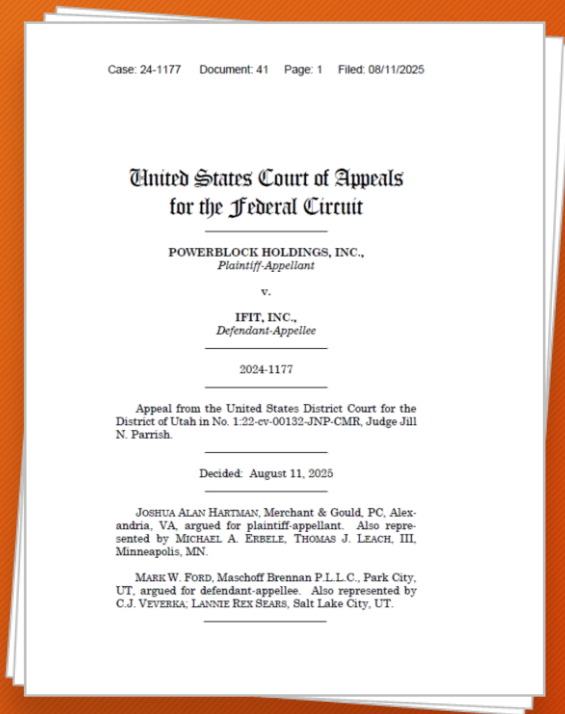 Case: 24-1177 Document: 41 Page: 1 Filed: 08/11/2025
United States Court of Appeals
for the Federal Circuit
POWERBLOCK HOLDINGS, INC.,
Plaintiff-Appellant
v.
IFIT, INC.,
Defendant-Appellee
2024-1177
Appeal from the United States District Court for the
District of Utah in No. 1:22-cv-00132-JNP-CMR, Judge Jill
N. Parrish.
Decided: August 11, 2025
JOSHUA ALAN HARTMAN, Merchant & Gould, PC, Alex-
andria, VA, argued for plaintiff-appellant. Also repre-
sented by MICHAEL A. ERBELE, THOMAS J. LEACH, III,
Minneapolis, MN.
MARK W. FORD, Maschoff Brennan P.L.L.C., Park City,
UT, argued for defendant-appellee. Also represented by
C.J. VEVERKA; LANNIE REX SEARS, Salt Lake City, UT.